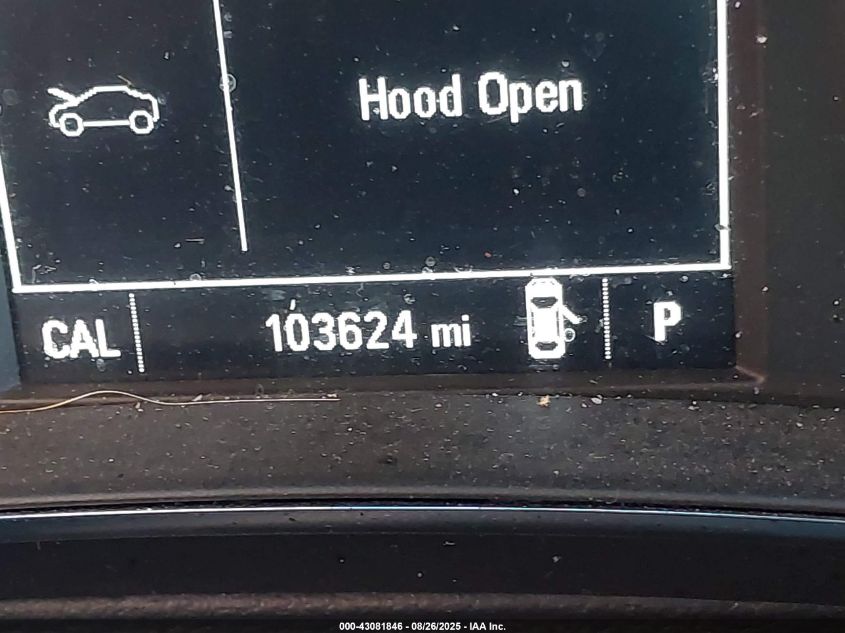 Hood Open
CAL 103624 mi P
000-43081846 - 08/26/2025 - IAA Inc.